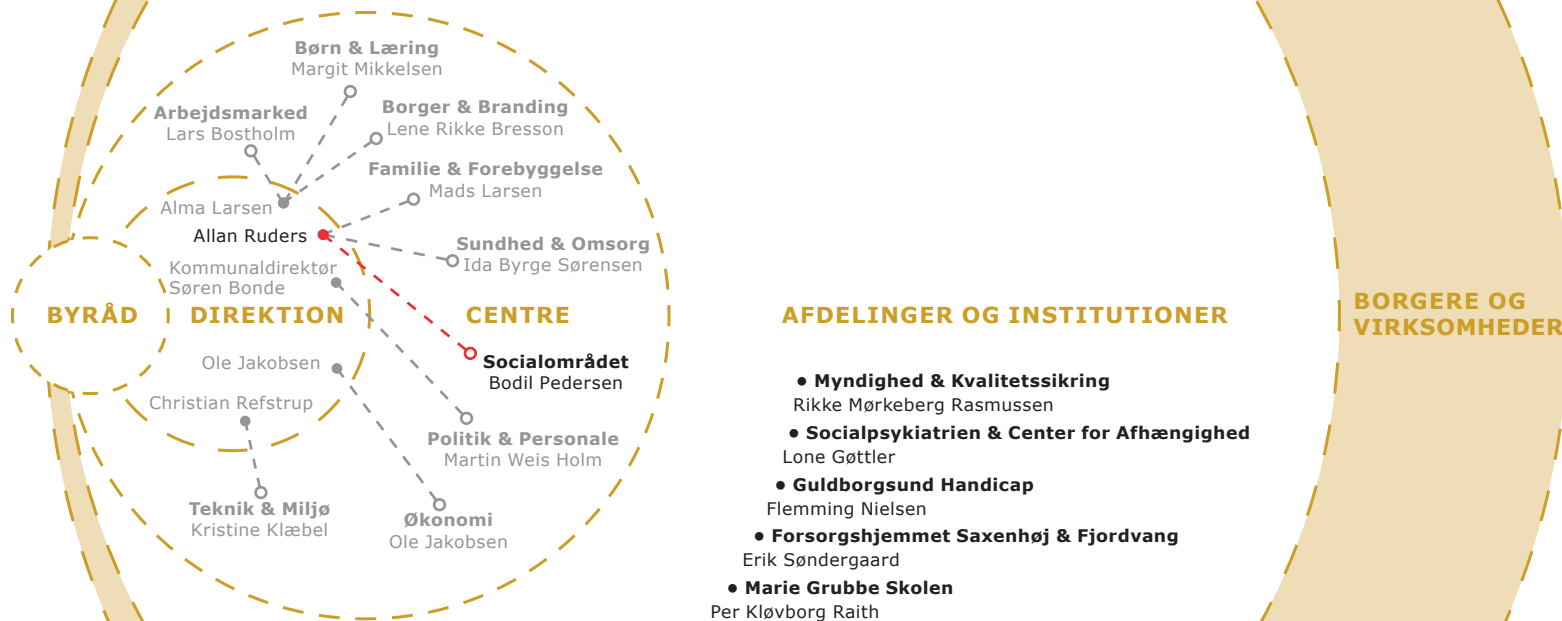 Børn & Læring
Margit Mikkelsen
Arbejdsmarked
Lars Bostholm
Borger & Branding
Lene Rikke Bresson
Familie & Forebyggelse
Mads Larsen
Alma Larsen
Allan Ruders
Sundhed & Omsorg
Ida Byrge Sørensen
Kommunaldirektør
Søren Bonde
BYRÅD
DIREKTION
CENTRE
AFDELINGER OG INSTITUTIONER
BORGERE OG
VIRKSOMHEDER
Ole Jakobsen
Socialområdet
Bodil Pedersen
Christian Refstrup
Politik & Personale
Martin Weis Holm
Teknik & Miljø
Kristine Klæbel
Økonomi
Ole Jakobsen
• Myndighed & Kvalitetssikring
Rikke Mørkeberg Rasmussen
• Socialpsykiatrien & Center for Afhængighed
Lone Gøttler
• Guldborgsund Handicap
Flemming Nielsen
• Forsorgshjemmet Saxenhøj & Fjordvang
Erik Søndergaard
• Marie Grubbe Skolen
Per Kløvborg Raith